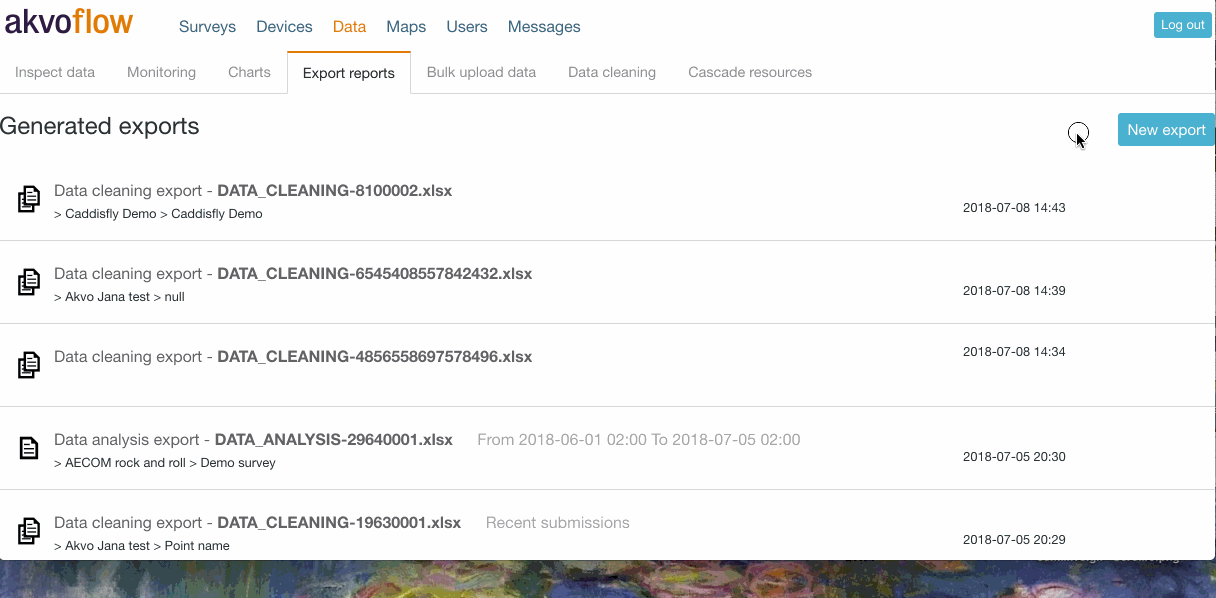 akvoflow
Surveys Devices Data Maps Users Messages
Log out
Inspect data Monitoring Charts Export reports Bulk upload data Data cleaning Cascade resources
Generated exports
New export
Data cleaning export - DATA_CLEANING-8100002.xlsx
> Caddisfly Demo > Caddisfly Demo
2018-07-08 14:43
Data cleaning export - DATA_CLEANING-6545408557842432.xlsx
> Akvo Jana test > null
2018-07-08 14:39
Data cleaning export - DATA_CLEANING-4856558697578496.xlsx
2018-07-08 14:34
Data analysis export - DATA_ANALYSIS-29640001.xlsx From 2018-06-01 02:00 To 2018-07-05 02:00
> AECOM rock and roll > Demo survey
2018-07-05 20:30
Data cleaning export - DATA_CLEANING-19630001.xlsx Recent submissions
> Akvo Jana test > Point name
2018-07-05 20:29